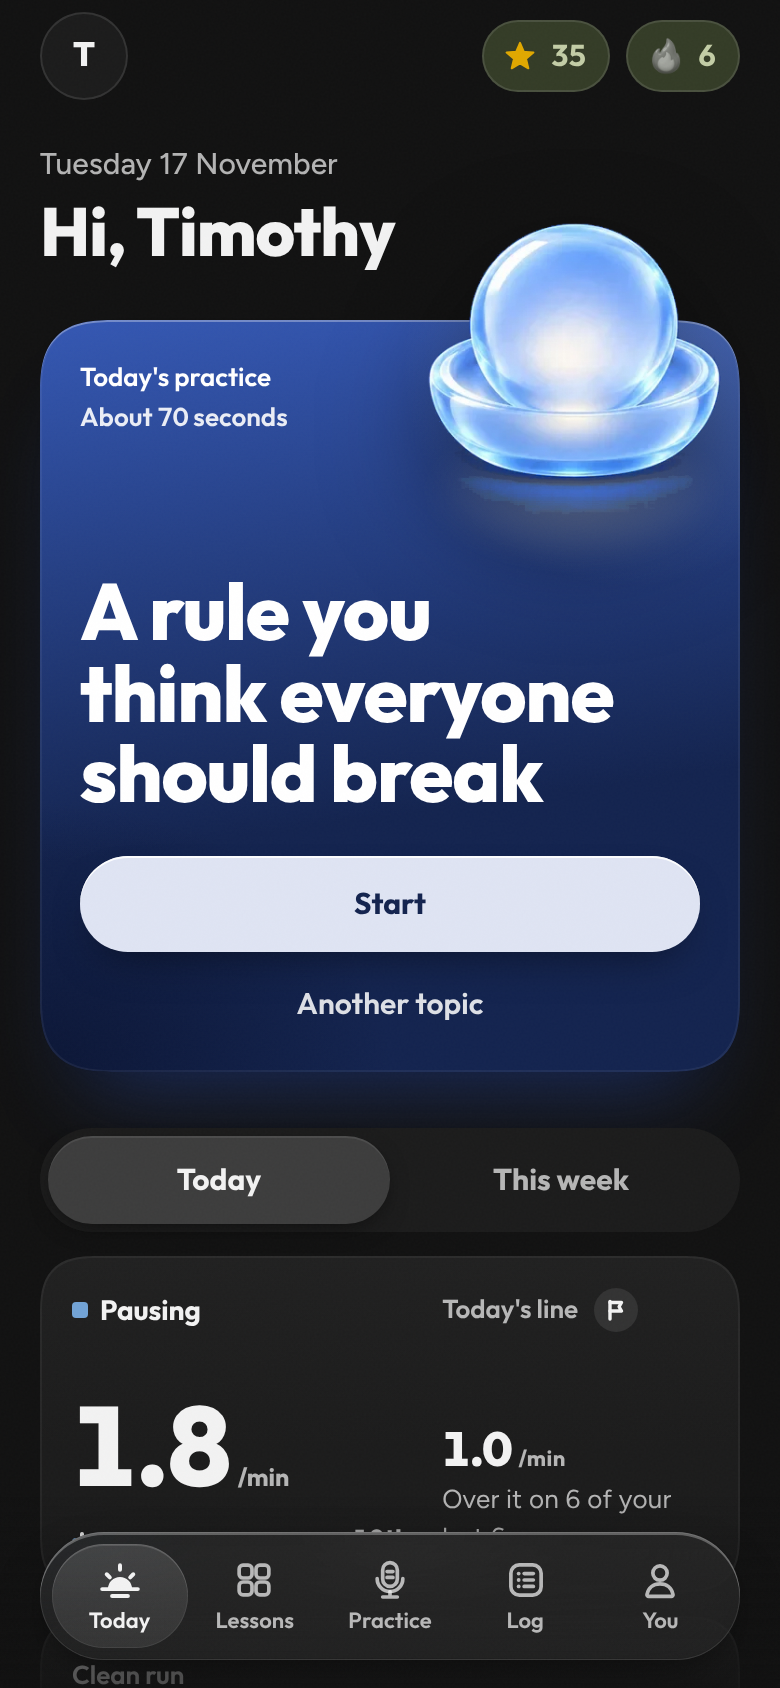 T
35
6
Tuesday 17 November
Hi, Timothy
Today's practice
About 70 seconds
A rule you
think everyone
should break
Start
Another topic
Today
This week
Pausing
Today's line
1.8 /min
1.0 /min
Over it on 6 of your
Today
Lessons
Practice
Log
You
Clean run